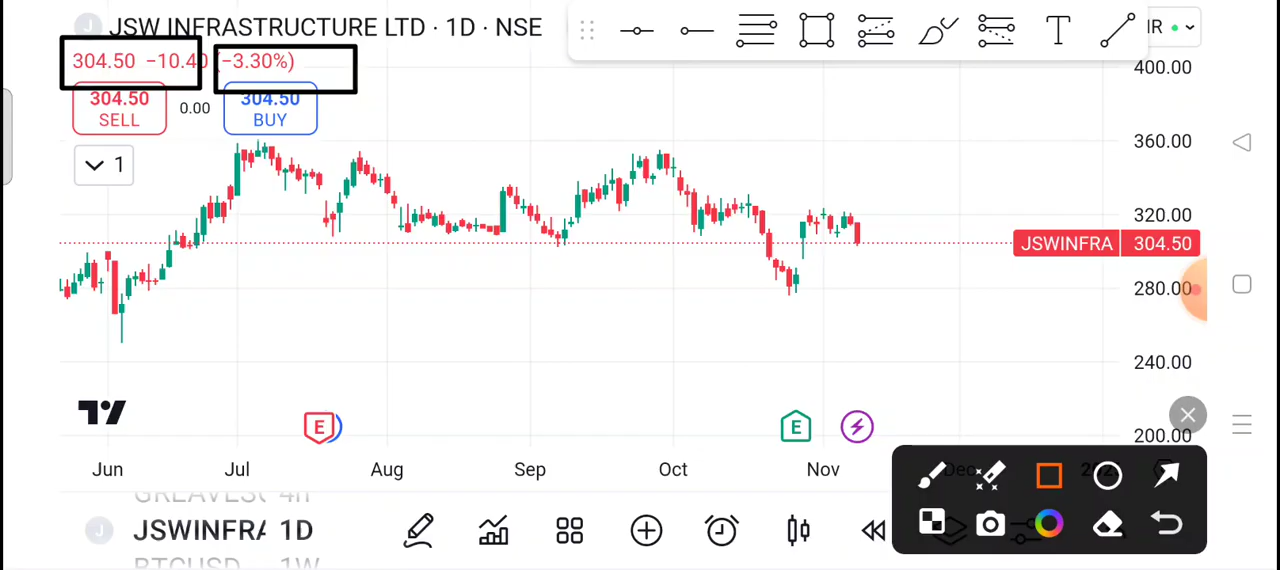 JSW INFRASTRUCTURE LTD · 1D · NSE
304.50 −10.40 (−3.30%)
304.50
SELL
0.00
304.50
BUY
1
400.00
360.00
320.00
JSWINFRA 304.50
280.00
240.00
200.00
E
E
Jun Jul Aug Sep Oct Nov
JSWINFRA 1D
BTCUSD 1W